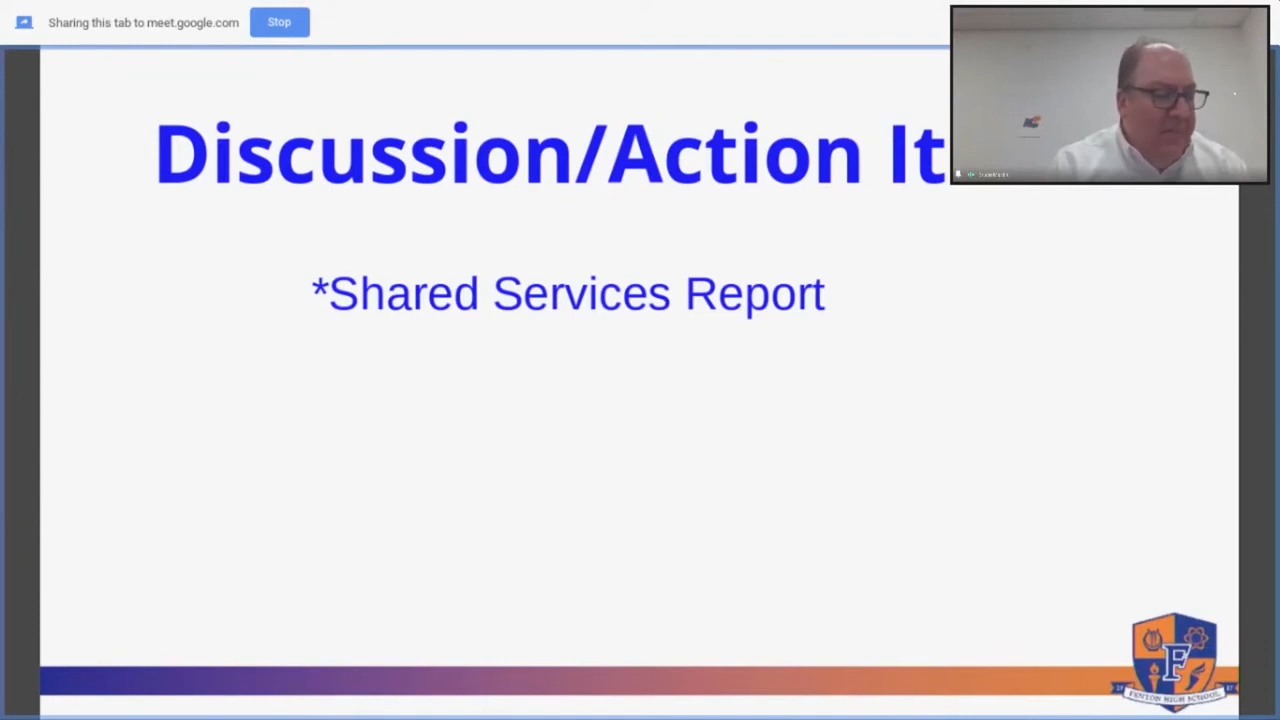 Sharing this tab to meet.google.com
Stop
Discussion/Action It
*Shared Services Report
F
FENTON HIGH SCHOOL